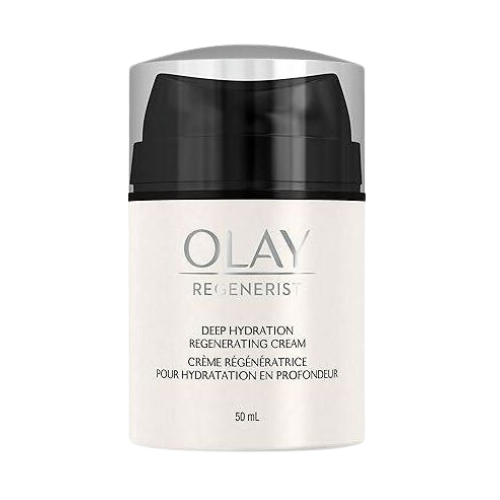 OLAY
REGENERIST
DEEP HYDRATION
REGENERATING CREAM
CRÈME RÉGÉNÉRATRICE
POUR HYDRATATION EN PROFONDEUR
50 mL